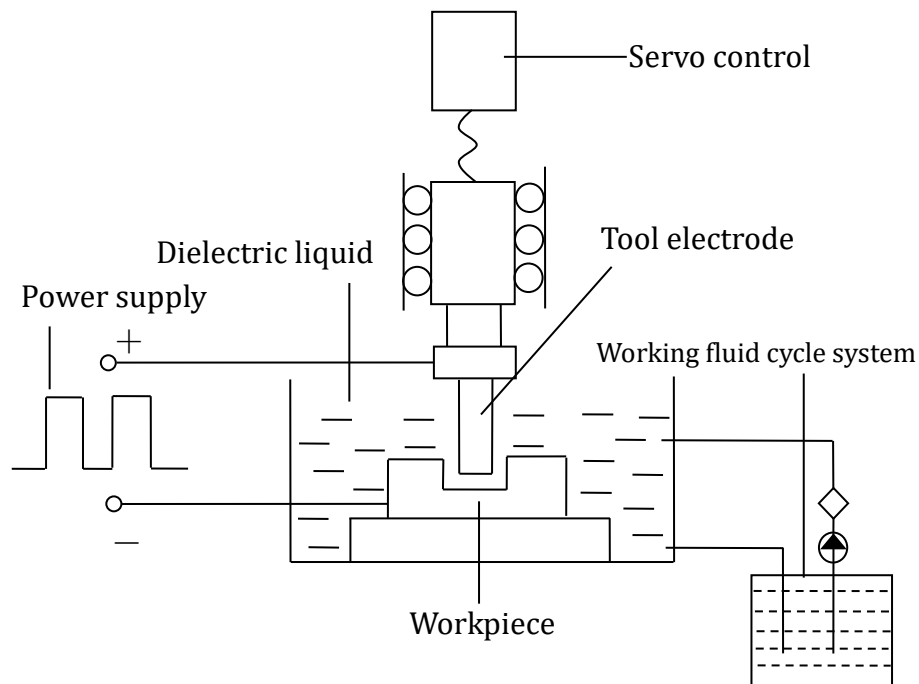 Servo control
Tool electrode
Dielectric liquid
Power supply
+
Working fluid cycle system
—
Workpiece